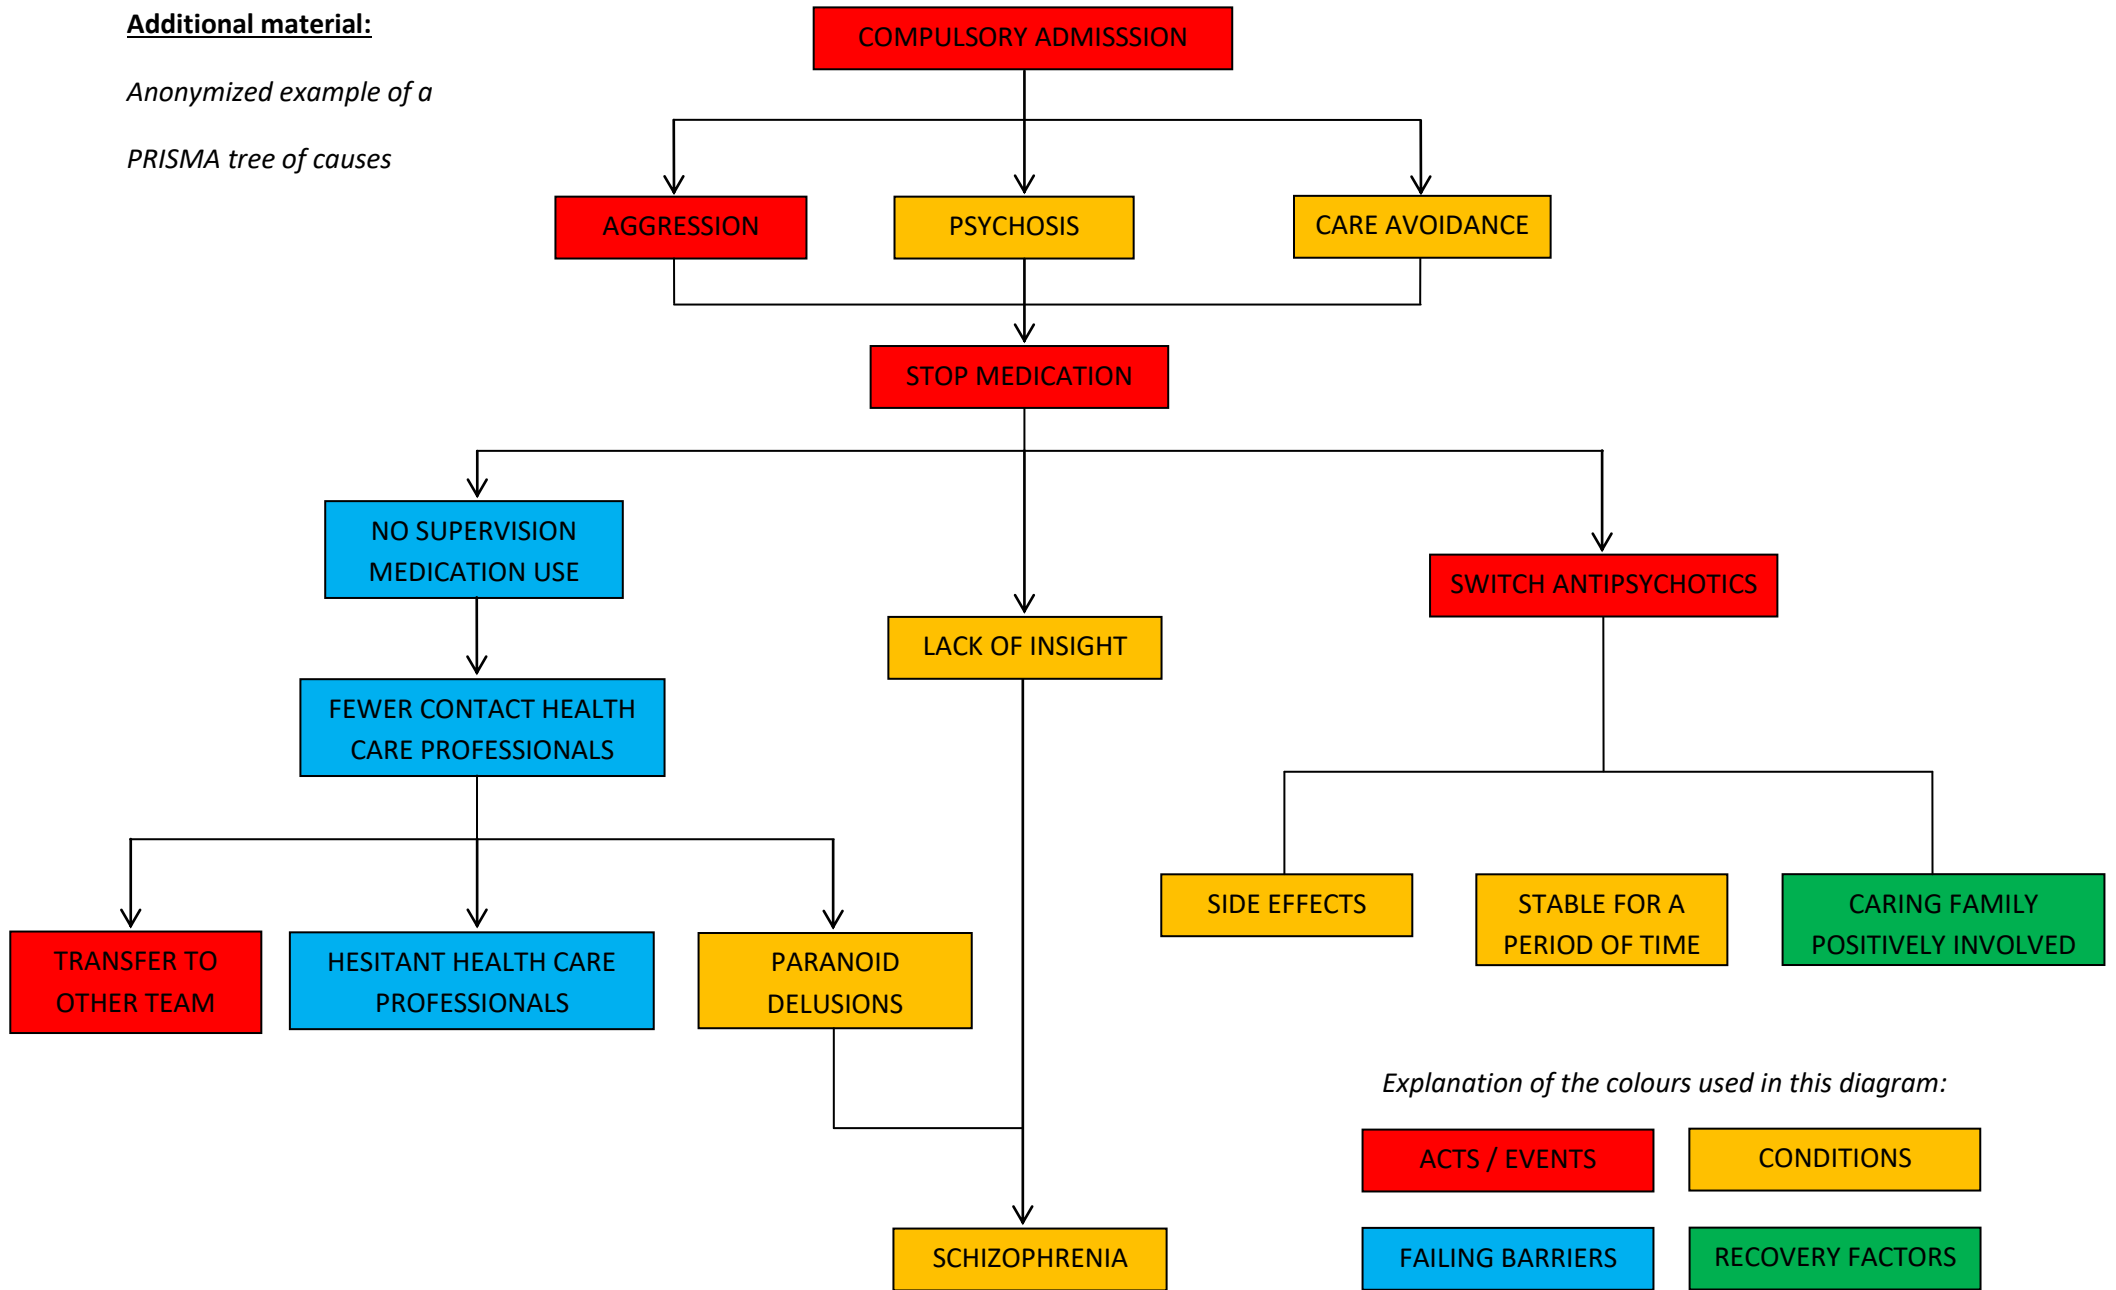 Additional material:
Anonymized example of a
PRISMA tree of causes
COMPULSORY ADMISSSION
AGGRESSION
PSYCHOSIS
CARE AVOIDANCE
STOP MEDICATION
NO SUPERVISION
MEDICATION USE
SWITCH ANTIPSYCHOTICS
LACK OF INSIGHT
FEWER CONTACT HEALTH
CARE PROFESSIONALS
SIDE EFFECTS
STABLE FOR A
PERIOD OF TIME
CARING FAMILY
POSITIVELY INVOLVED
TRANSFER TO
OTHER TEAM
HESITANT HEALTH CARE
PROFESSIONALS
PARANOID
DELUSIONS
Explanation of the colours used in this diagram:
ACTS / EVENTS
CONDITIONS
SCHIZOPHRENIA
FAILING BARRIERS
RECOVERY FACTORS